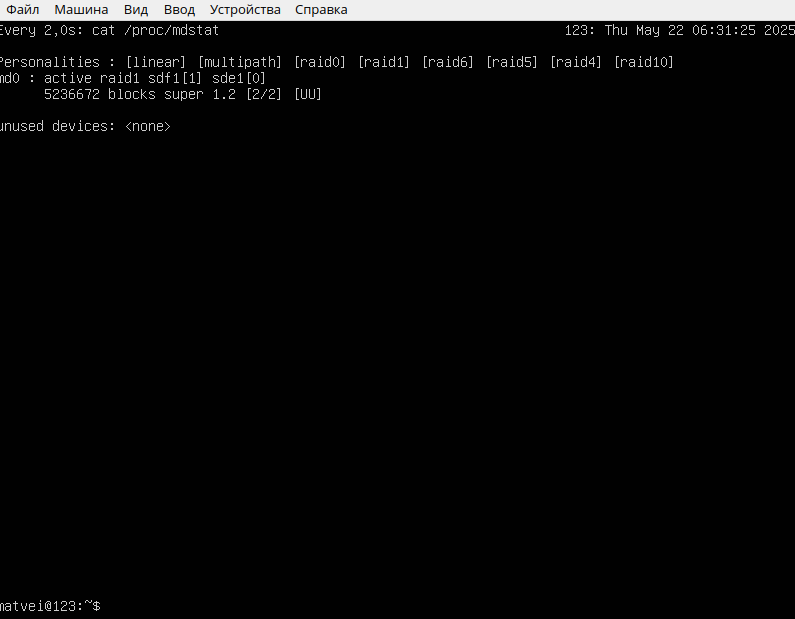 Файл Машина Вид Ввод Устройства Справка
Every 2,0s: cat /proc/mdstat 123: Thu May 22 06:31:25 2025
Personalities : [linear] [multipath] [raid0] [raid1] [raid6] [raid5] [raid4] [raid10]
md0 : active raid1 sdf1[1] sde1[0]
5236672 blocks super 1.2 [2/2] [UU]
unused devices: <none>
matvei@123:~$